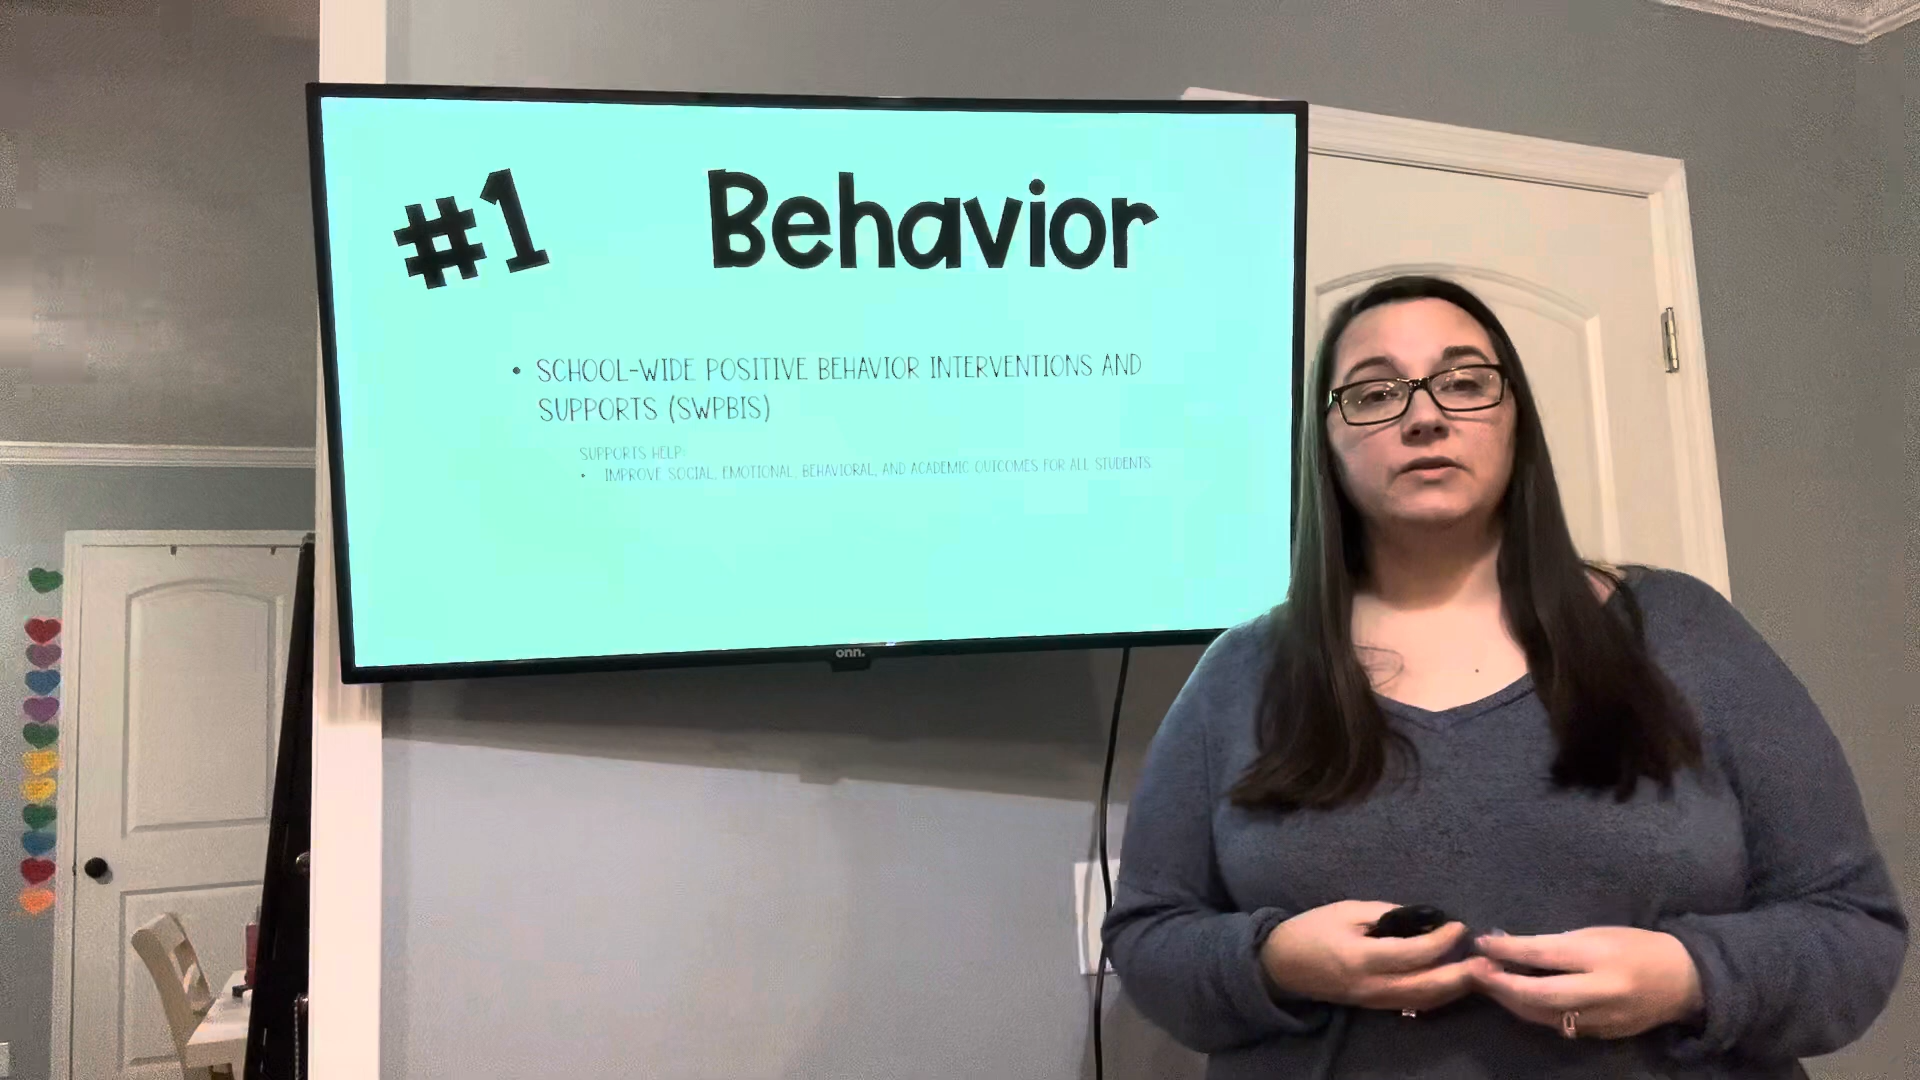 #1 Behavior
• SCHOOL-WIDE POSITIVE BEHAVIOR INTERVENTIONS AND
SUPPORTS (SWPBIS)
SUPPORTS HELP:
• IMPROVE SOCIAL, EMOTIONAL, BEHAVIORAL, AND ACADEMIC OUTCOMES FOR ALL STUDENTS
onn.